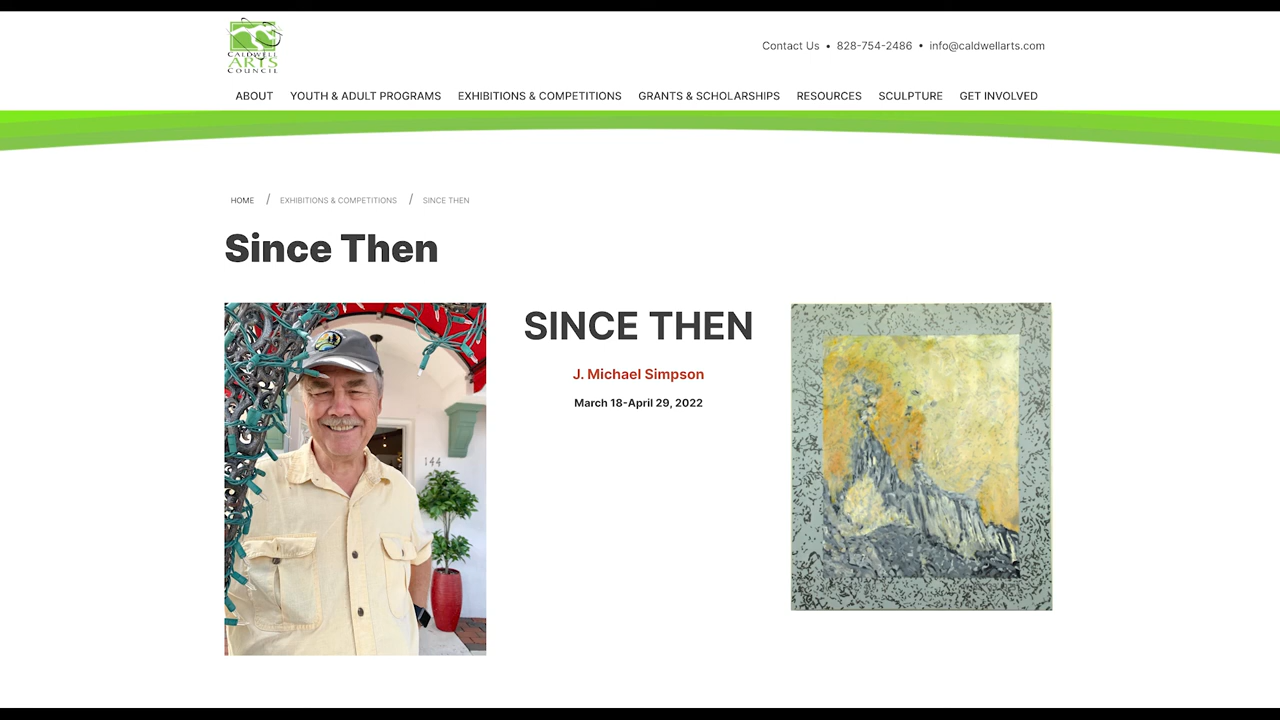 CALDWELL
ARTS
COUNCIL
Contact Us • 828-754-2486 • info@caldwellarts.com
ABOUT YOUTH & ADULT PROGRAMS EXHIBITIONS & COMPETITIONS GRANTS & SCHOLARSHIPS RESOURCES SCULPTURE GET INVOLVED
HOME / EXHIBITIONS & COMPETITIONS / SINCE THEN
Since Then
SINCE THEN
J. Michael Simpson
March 18-April 29, 2022
144